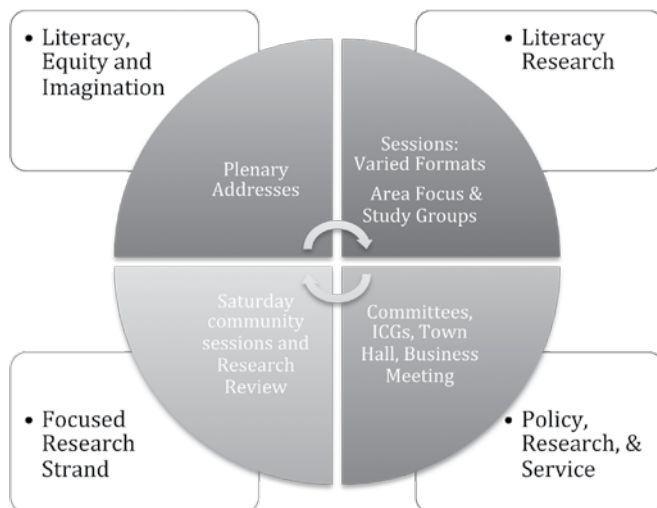 • Literacy,
Equity and
Imagination
• Literacy
Research
Plenary
Addresses
Sessions:
Varied Formats
Area Focus &
Study Groups
Saturday
community
sessions and
Research
Review
Committees,
ICGs, Town
Hall, Business
Meeting
• Focused
Research
Strand
• Policy,
Research, &
Service